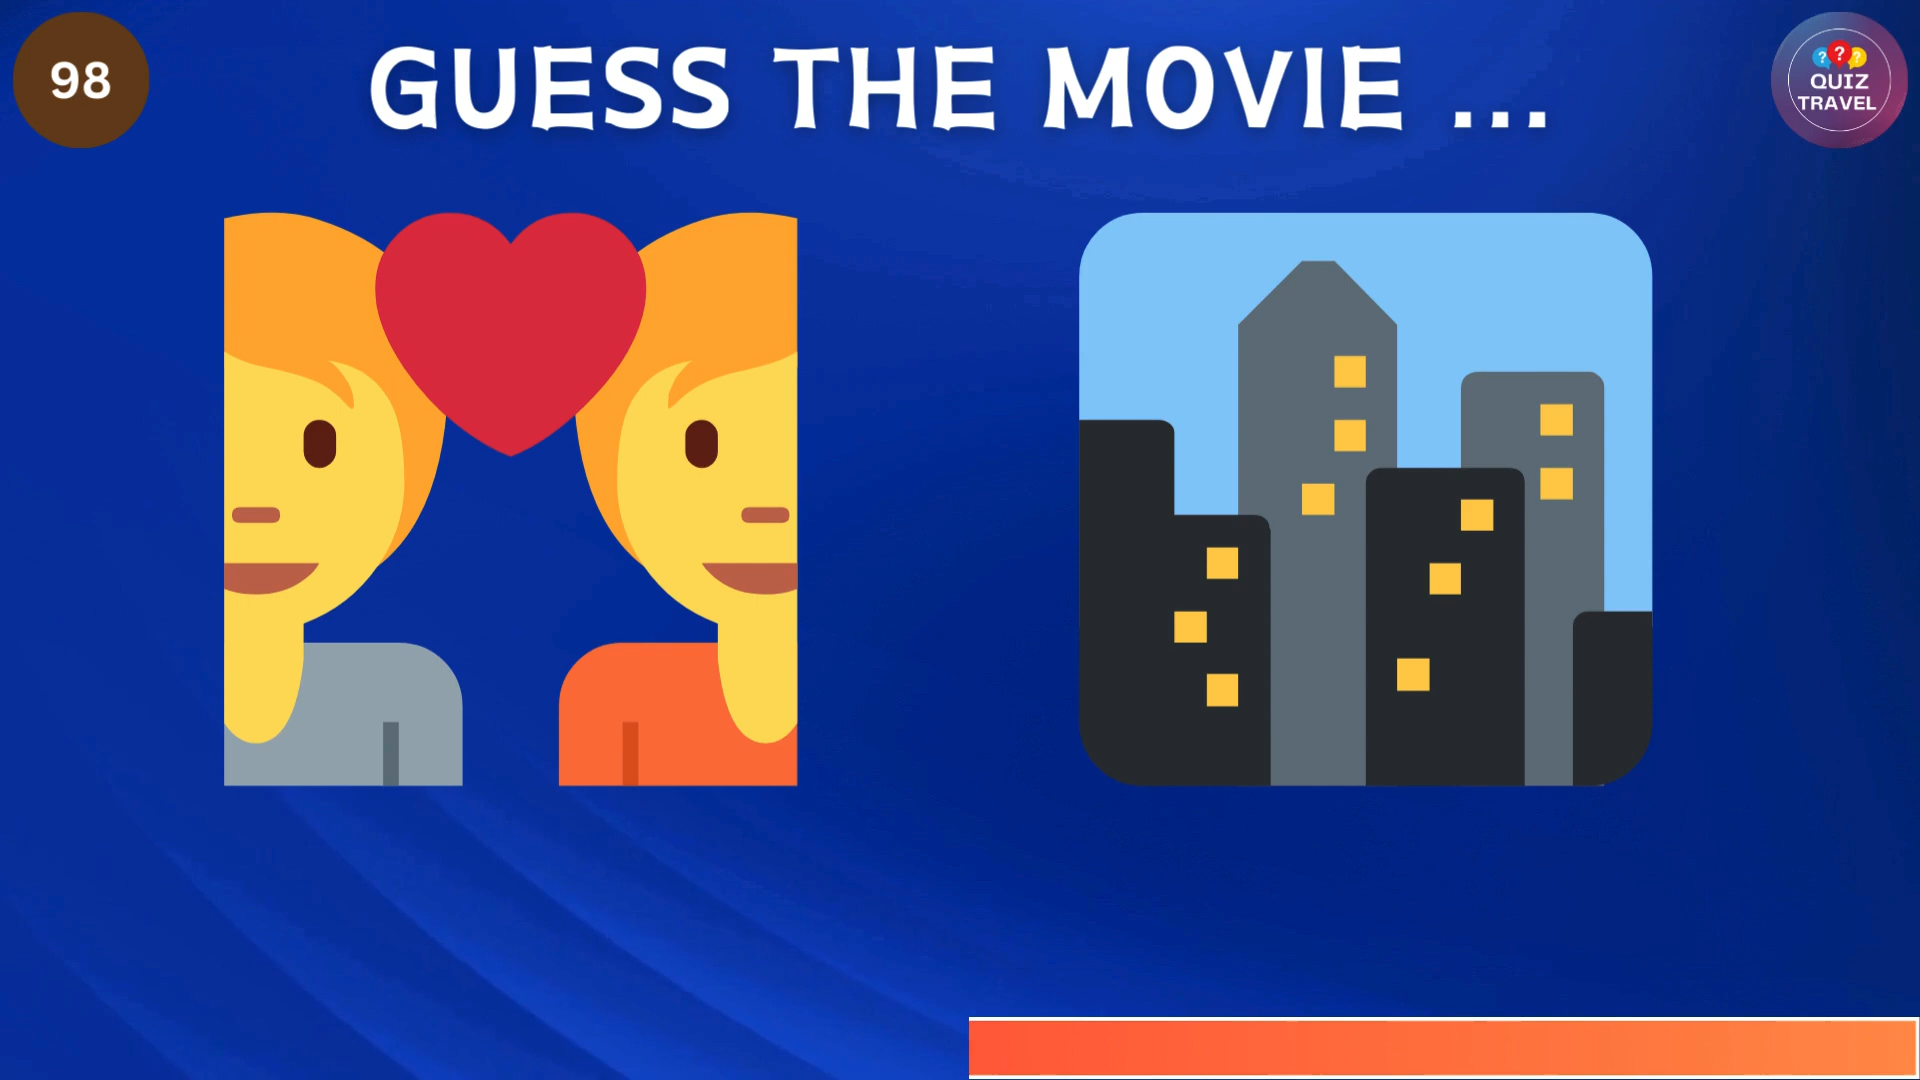 98
GUESS THE MOVIE ...
? ? ?
QUIZ
TRAVEL